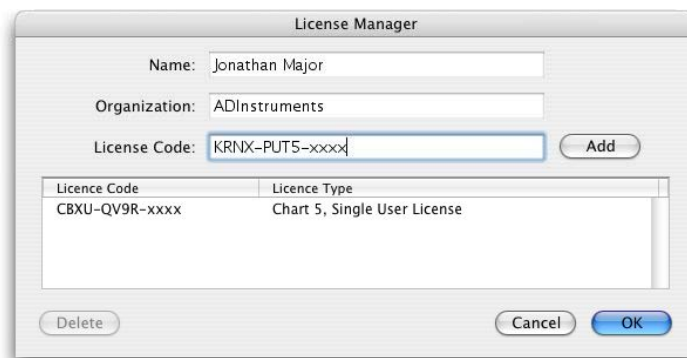 License Manager
Name: Jonathan Major
Organization: ADInstruments
License Code: KRNX-PUT5-xxxx Add
Licence Code Licence Type
CBXU-QV9R-xxxx Chart 5, Single User License
Delete Cancel OK